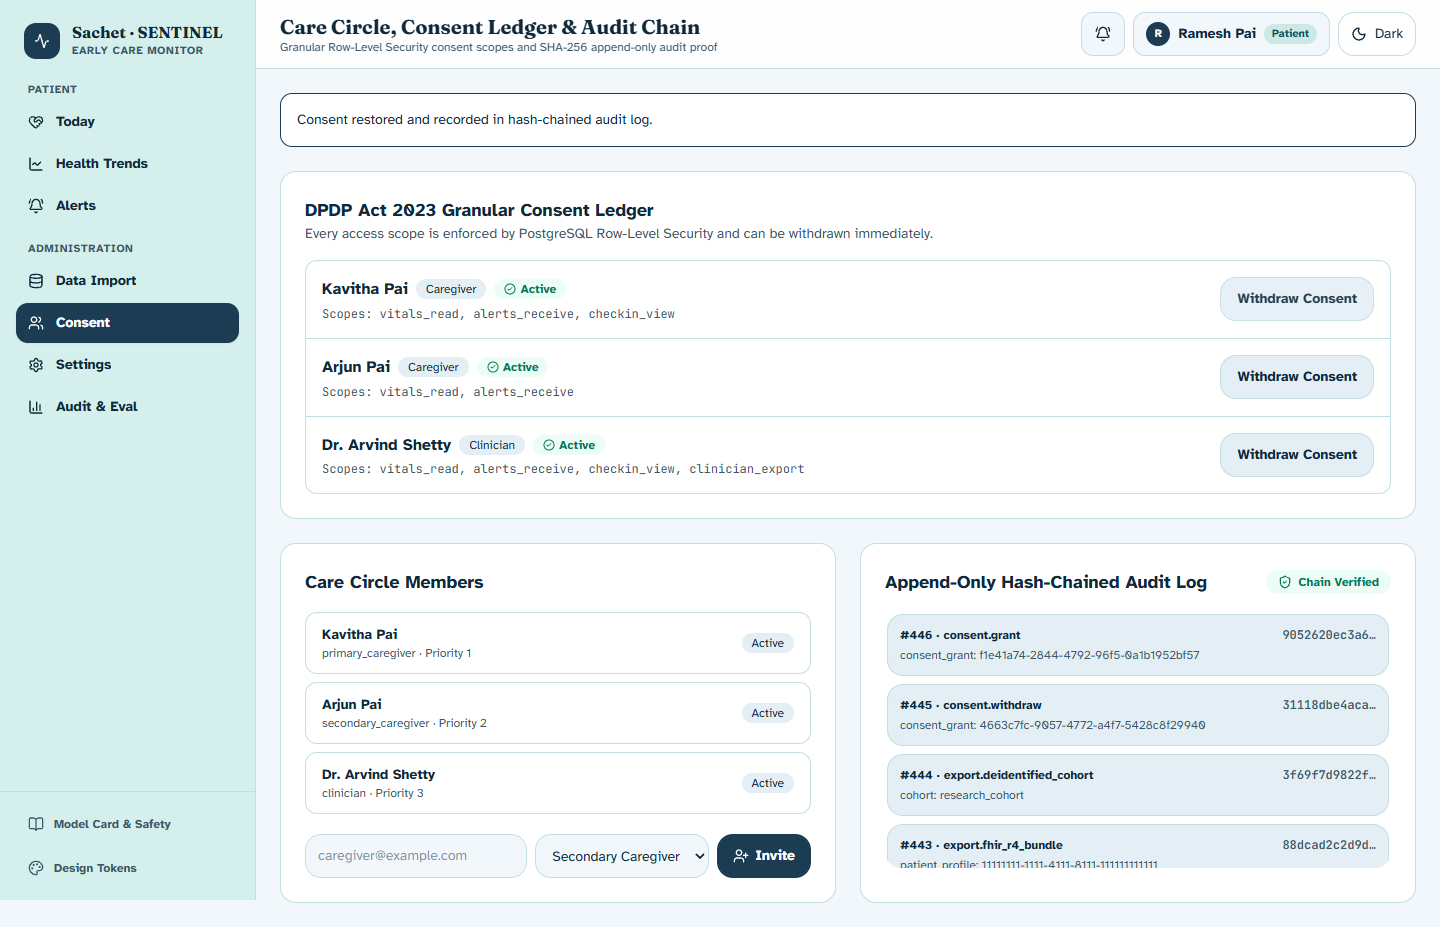 Sachet · SENTINEL
EARLY CARE MONITOR
PATIENT
Today
Health Trends
Alerts
ADMINISTRATION
Data Import
Consent
Settings
Audit & Eval
Model Card & Safety
Design Tokens
Care Circle, Consent Ledger & Audit Chain
Granular Row-Level Security consent scopes and SHA-256 append-only audit proof
R Ramesh Pai Patient
Dark
Consent restored and recorded in hash-chained audit log.
DPDP Act 2023 Granular Consent Ledger
Every access scope is enforced by PostgreSQL Row-Level Security and can be withdrawn immediately.
Kavitha Pai Caregiver Active
Scopes: vitals_read, alerts_receive, checkin_view
Withdraw Consent
Arjun Pai Caregiver Active
Scopes: vitals_read, alerts_receive
Withdraw Consent
Dr. Arvind Shetty Clinician Active
Scopes: vitals_read, alerts_receive, checkin_view, clinician_export
Withdraw Consent
Care Circle Members
Kavitha Pai
primary_caregiver · Priority 1
Active
Arjun Pai
secondary_caregiver · Priority 2
Active
Dr. Arvind Shetty
clinician · Priority 3
Active
caregiver@example.com
Secondary Caregiver
Invite
Append-Only Hash-Chained Audit Log
Chain Verified
#446 · consent.grant 9052620ec3a6…
consent_grant: f1e41a74-2844-4792-96f5-0a1b1952bf57
#445 · consent.withdraw 31118dbe4aca…
consent_grant: 4663c7fc-9057-4772-a4f7-5428c8f29940
#444 · export.deidentified_cohort 3f69f7d9822f…
cohort: research_cohort
#443 · export.fhir_r4_bundle 88dcad2c2d9d…
patient_profile: 11111111-1111-4111-8111-111111111111